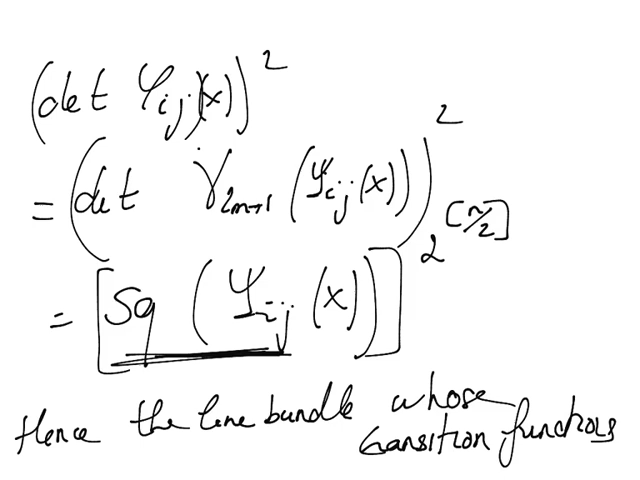 (det φij(x))²
= (det γ2m+1 (Ψij(x)))²
= [Sq (Ψij(x))]2^[n/2]
Hence the line bundle whose
transition functions